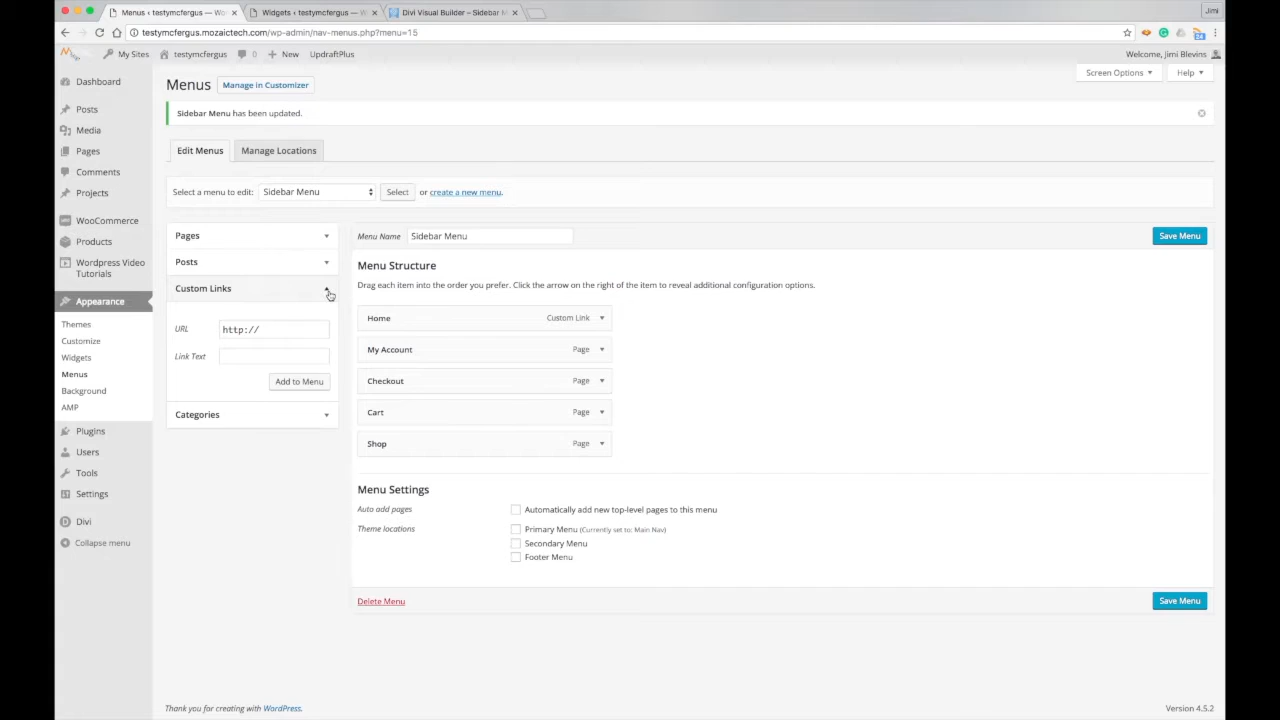 Menus ‹ testymcfergus — Wo
Widgets ‹ testymcfergus — W
Divi Visual Builder – Sidebar M
Jimi
testymcfergus.mozaictech.com/wp-admin/nav-menus.php?menu=15
24
My Sites
testymcfergus
0
New
UpdraftPlus
Welcome, Jimi Blevins
Dashboard
Posts
Media
Pages
Comments
Projects
WooCommerce
Products
Wordpress Video
Tutorials
Appearance
Themes
Customize
Widgets
Menus
Background
AMP
Plugins
Users
Tools
Settings
Divi
Collapse menu
Menus
Manage in Customizer
Screen Options
Help
Sidebar Menu has been updated.
Edit Menus
Manage Locations
Select a menu to edit:
Sidebar Menu
Select
or create a new menu.
Pages
Posts
Custom Links
URL
http://
Link Text
Add to Menu
Categories
Menu Name
Sidebar Menu
Save Menu
Menu Structure
Drag each item into the order you prefer. Click the arrow on the right of the item to reveal additional configuration options.
Home Custom Link
My Account Page
Checkout Page
Cart Page
Shop Page
Menu Settings
Auto add pages
Automatically add new top-level pages to this menu
Theme locations
Primary Menu (Currently set to: Main Nav)
Secondary Menu
Footer Menu
Delete Menu
Save Menu
Thank you for creating with WordPress.
Version 4.5.2